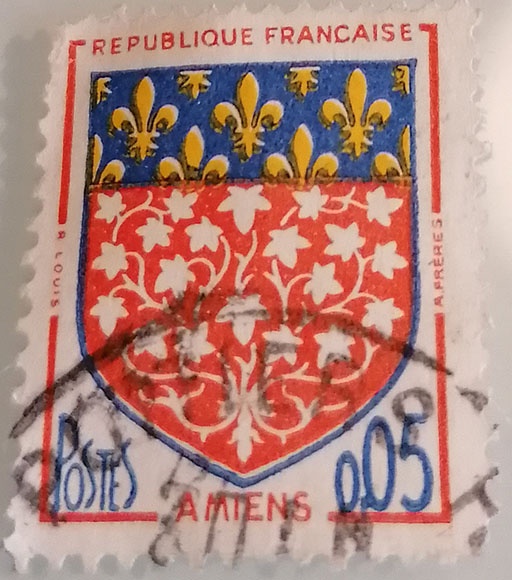 REPUBLIQUE FRANCAISE
R LOUIS
A. FRÈRES
POSTES
0,05
AMIENS